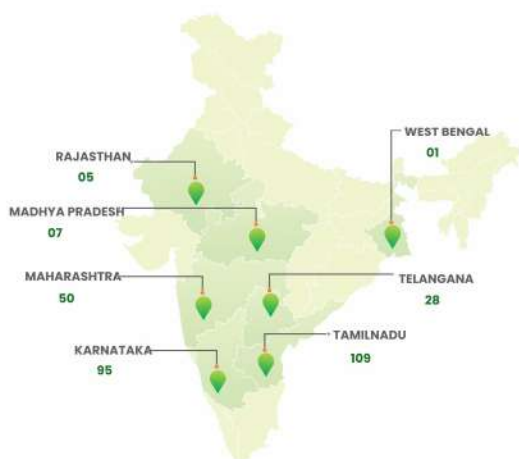 WEST BENGAL
01
RAJASTHAN
05
MADHYA PRADESH
07
MAHARASHTRA
50
TELANGANA
28
TAMILNADU
109
KARNATAKA
95